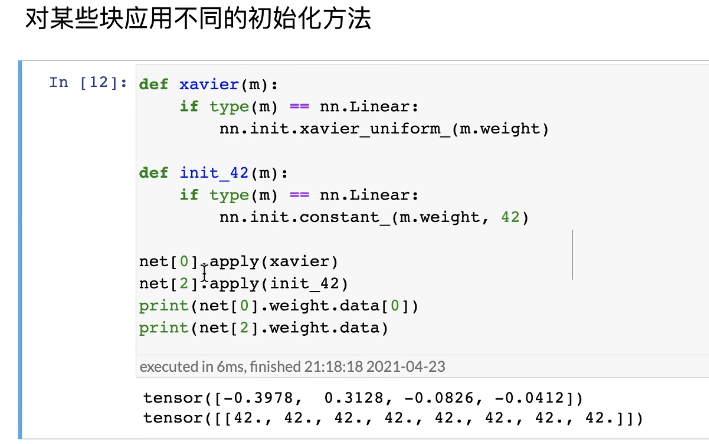 对某些块应用不同的初始化方法
In [12]: def xavier(m):
if type(m) == nn.Linear:
nn.init.xavier_uniform_(m.weight)
def init_42(m):
if type(m) == nn.Linear:
nn.init.constant_(m.weight, 42)
net[0].apply(xavier)
net[2].apply(init_42)
print(net[0].weight.data[0])
print(net[2].weight.data)
executed in 6ms, finished 21:18:18 2021-04-23
tensor([-0.3978,  0.3128, -0.0826, -0.0412])
tensor([[42., 42., 42., 42., 42., 42., 42., 42.]])